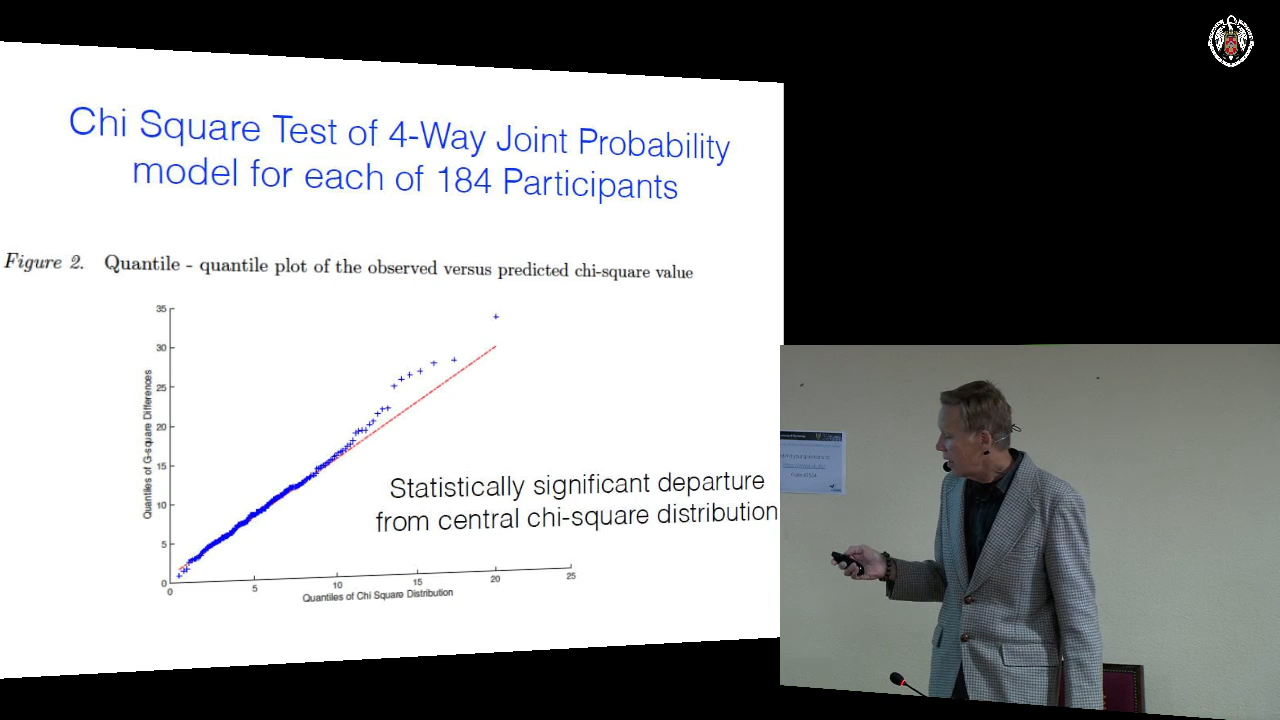 Chi Square Test of 4-Way Joint Probability
model for each of 184 Participants
Figure 2. Quantile - quantile plot of the observed versus predicted chi-square value
35
30
25
20
15
10
5
0
Quantiles of G-square Differences
Statistically significant departure
from central chi-square distribution
0 5 10 15 20 25
Quantiles of Chi Square Distribution